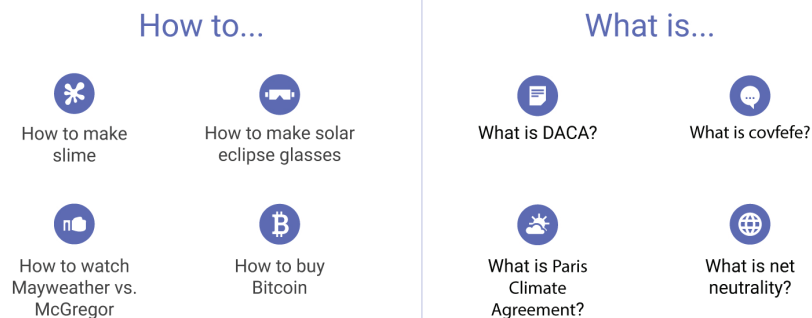 How to...
How to make
slime
How to make solar
eclipse glasses
How to watch
Mayweather vs.
McGregor
How to buy
Bitcoin
What is...
What is DACA?
What is covfefe?
What is Paris
Climate
Agreement?
What is net
neutrality?